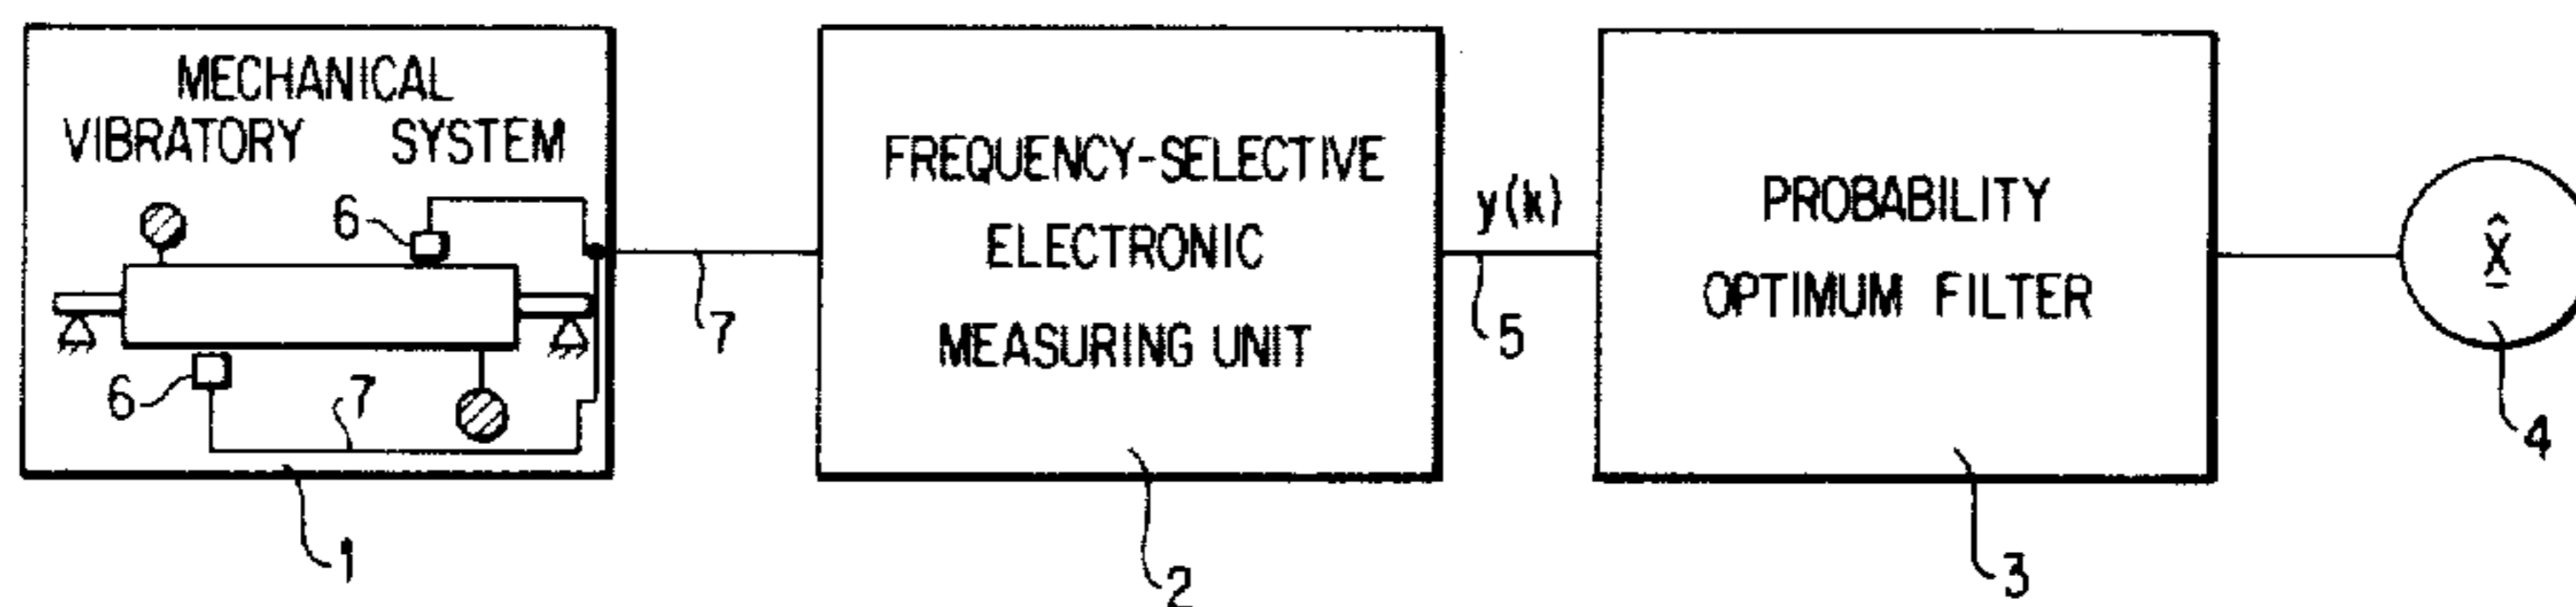 MECHANICAL
VIBRATORY SYSTEM
6
6
7
1
7
FREQUENCY-SELECTIVE
ELECTRONIC
MEASURING UNIT
2
y(k)
5
PROBABILITY
OPTIMUM FILTER
3
X̲̂
4